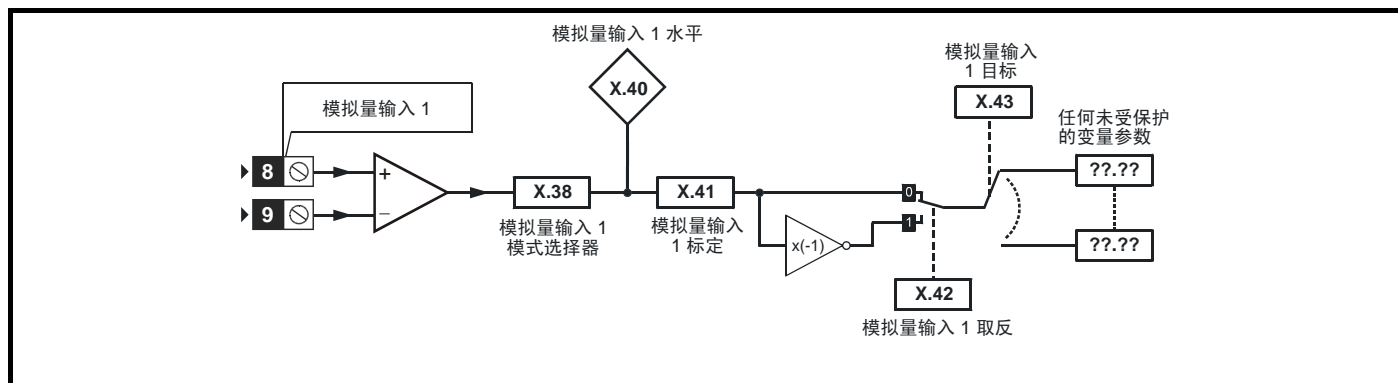 模拟量输入 1 水平
X.40
模拟量输入 1
8
9
+
−
X.38
模拟量输入 1
模式选择器
X.41
模拟量输入
1 标定
x(-1)
0
1
X.42
模拟量输入 1 取反
模拟量输入
1 目标
X.43
任何未受保护
的变量参数
??.??
??.??